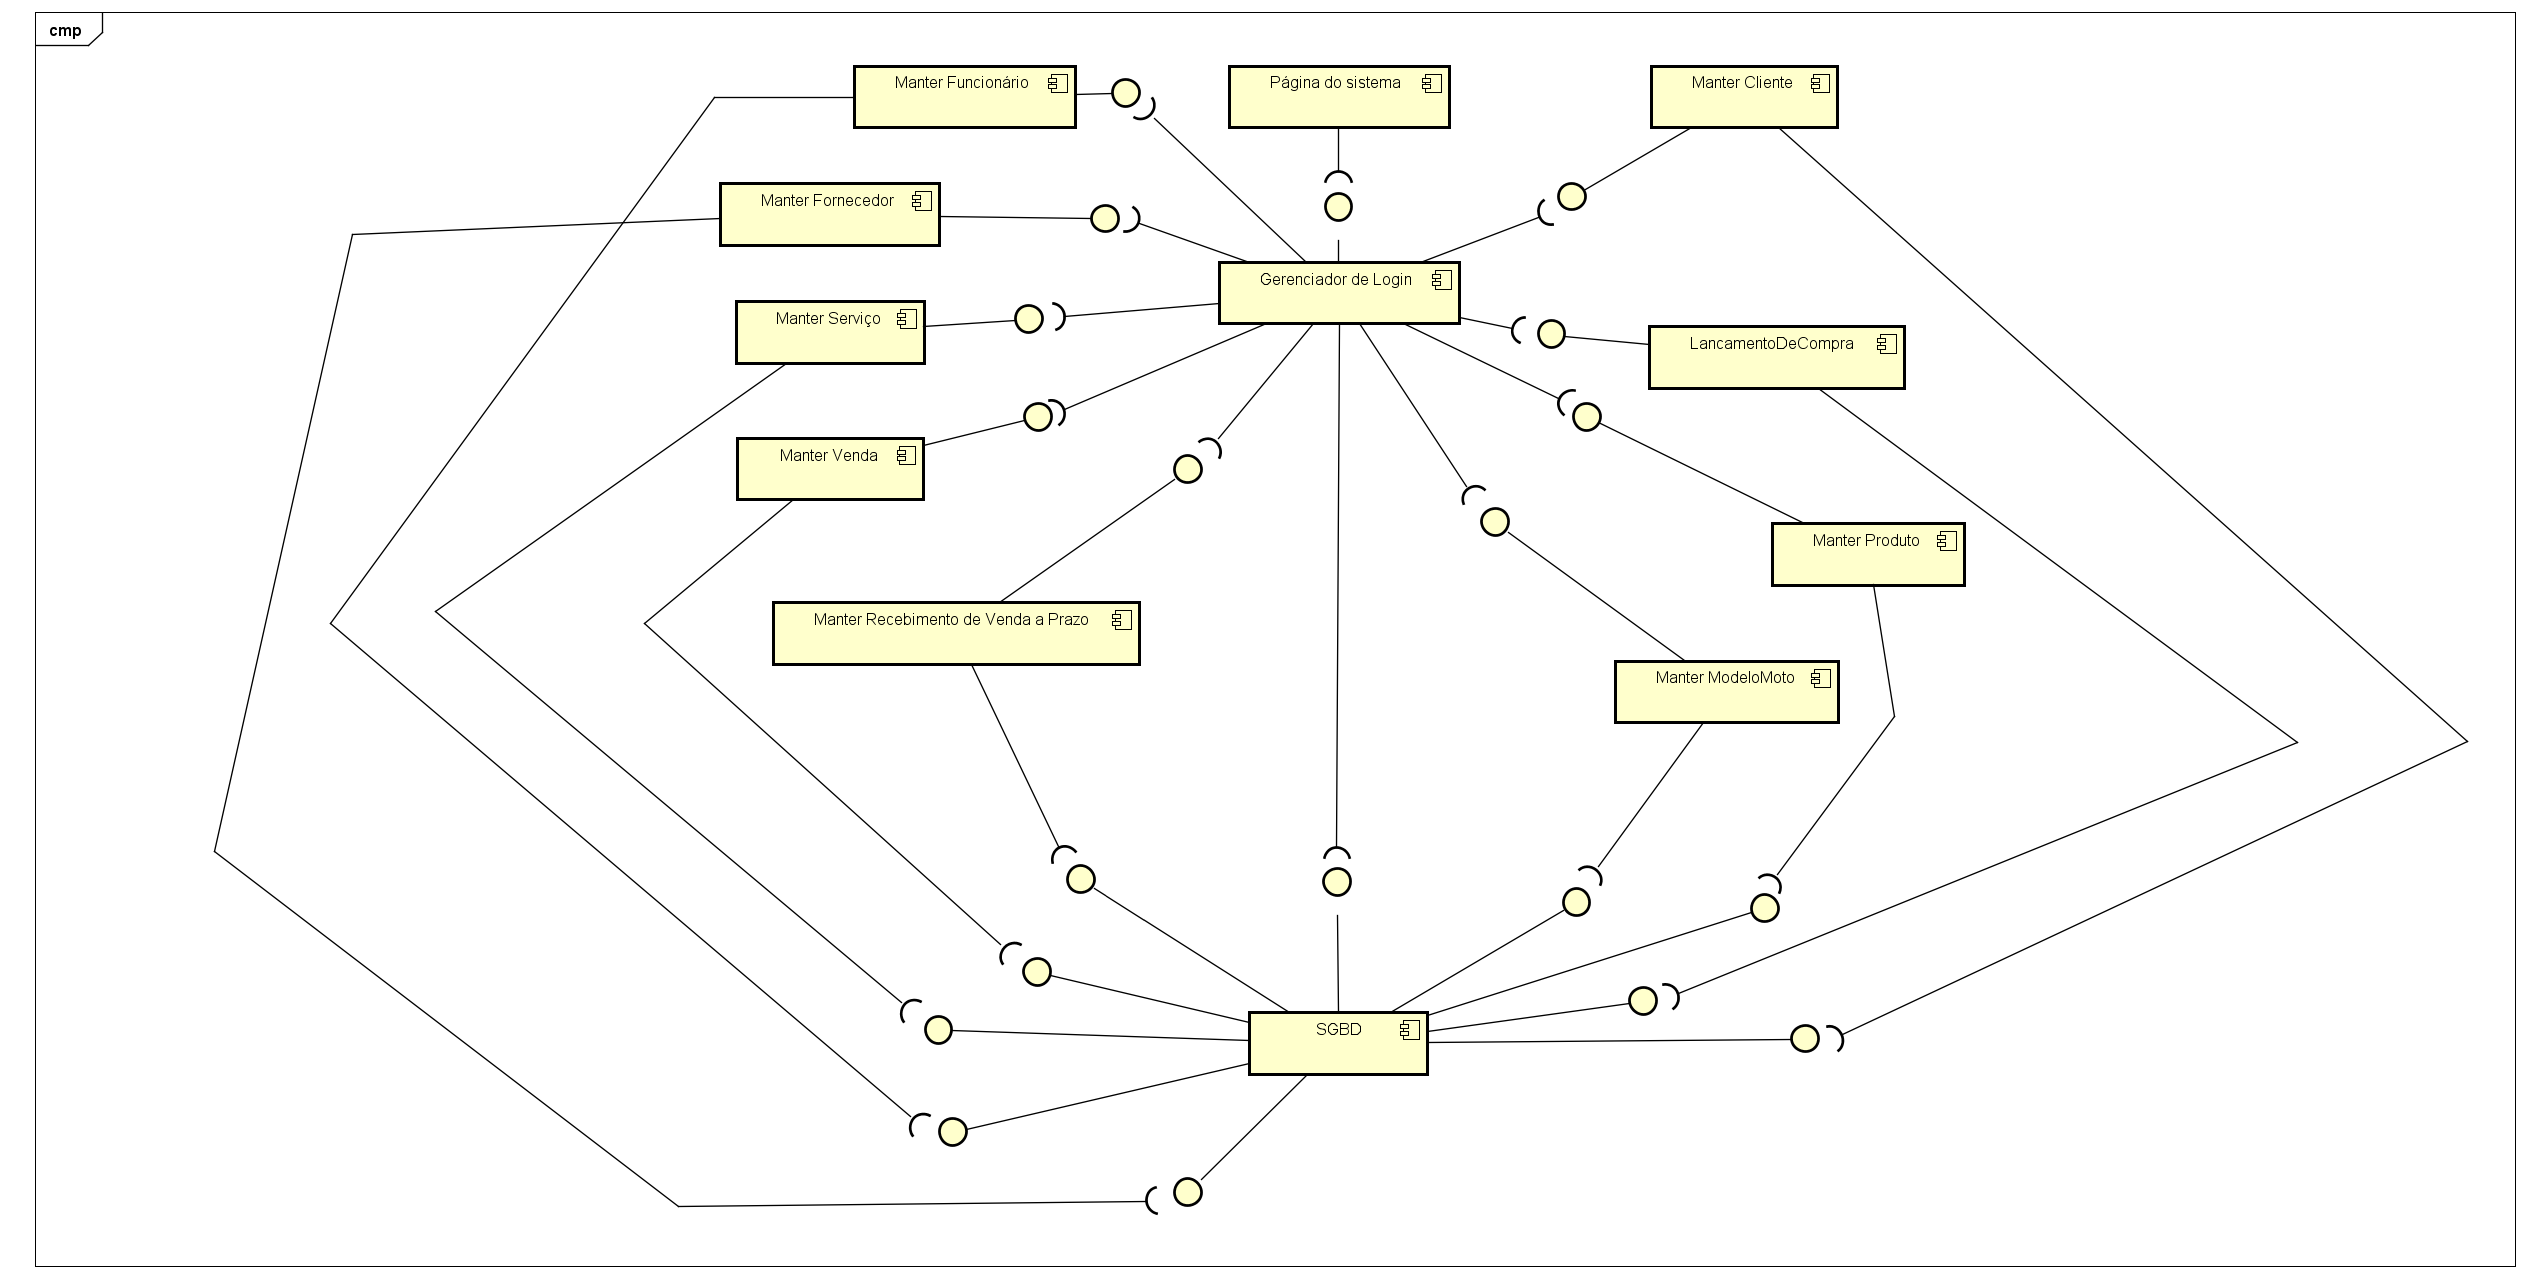 cmp
Manter Funcionário
Página do sistema
Manter Cliente
Manter Fornecedor
Gerenciador de Login
Manter Serviço
LancamentoDeCompra
Manter Venda
Manter Produto
Manter Recebimento de Venda a Prazo
Manter ModeloMoto
SGBD